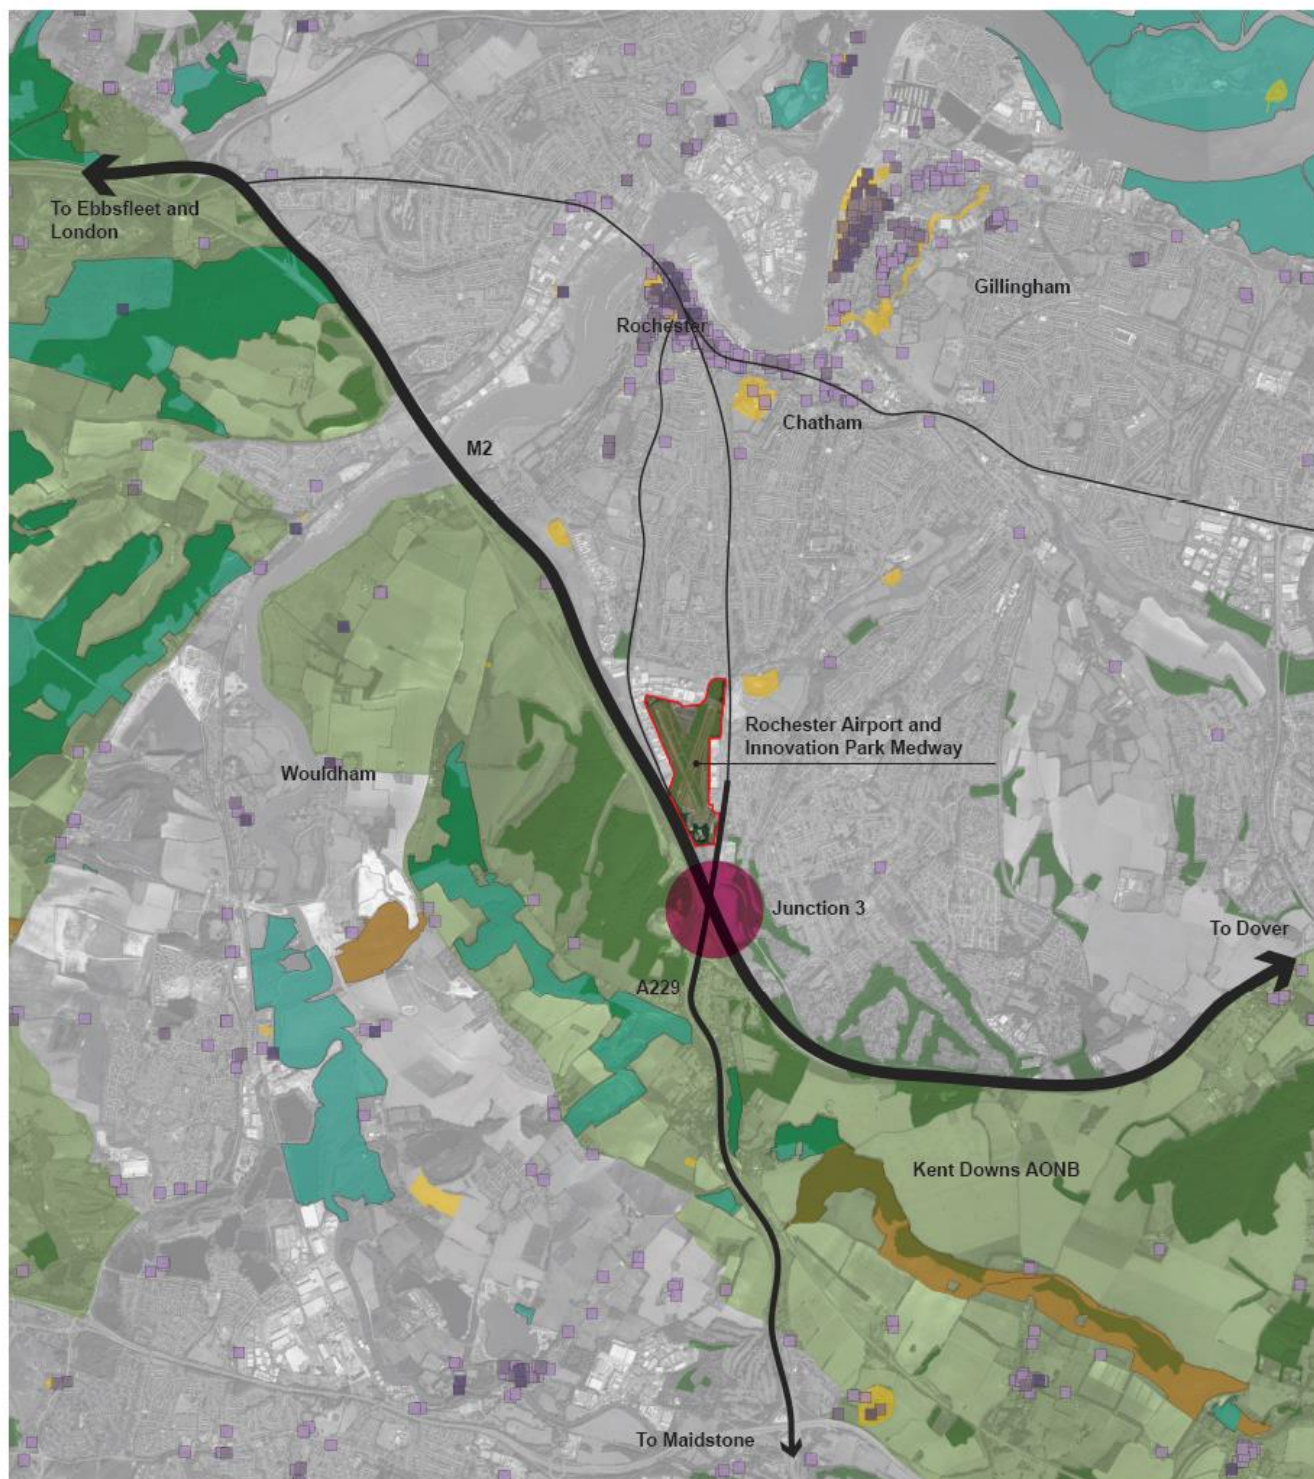 To Ebbsfleet and
London
Gillingham
Rochester
Chatham
M2
Rochester Airport and
Innovation Park Medway
Wouldham
Junction 3
To Dover
A229
Kent Downs AONB
To Maidstone